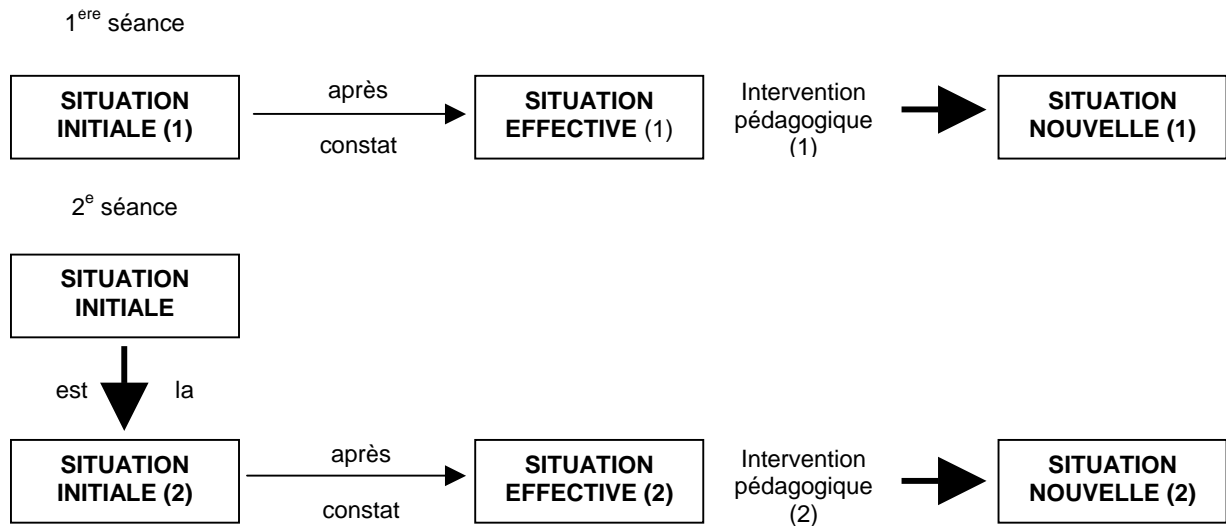 1ère séance
SITUATION INITIALE (1)
après
constat
SITUATION EFFECTIVE (1)
Intervention
pédagogique
(1)
SITUATION
NOUVELLE (1)
2e séance
SITUATION
INITIALE
est la
SITUATION
INITIALE (2)
après
constat
SITUATION
EFFECTIVE (2)
Intervention
pédagogique
(2)
SITUATION
NOUVELLE (2)